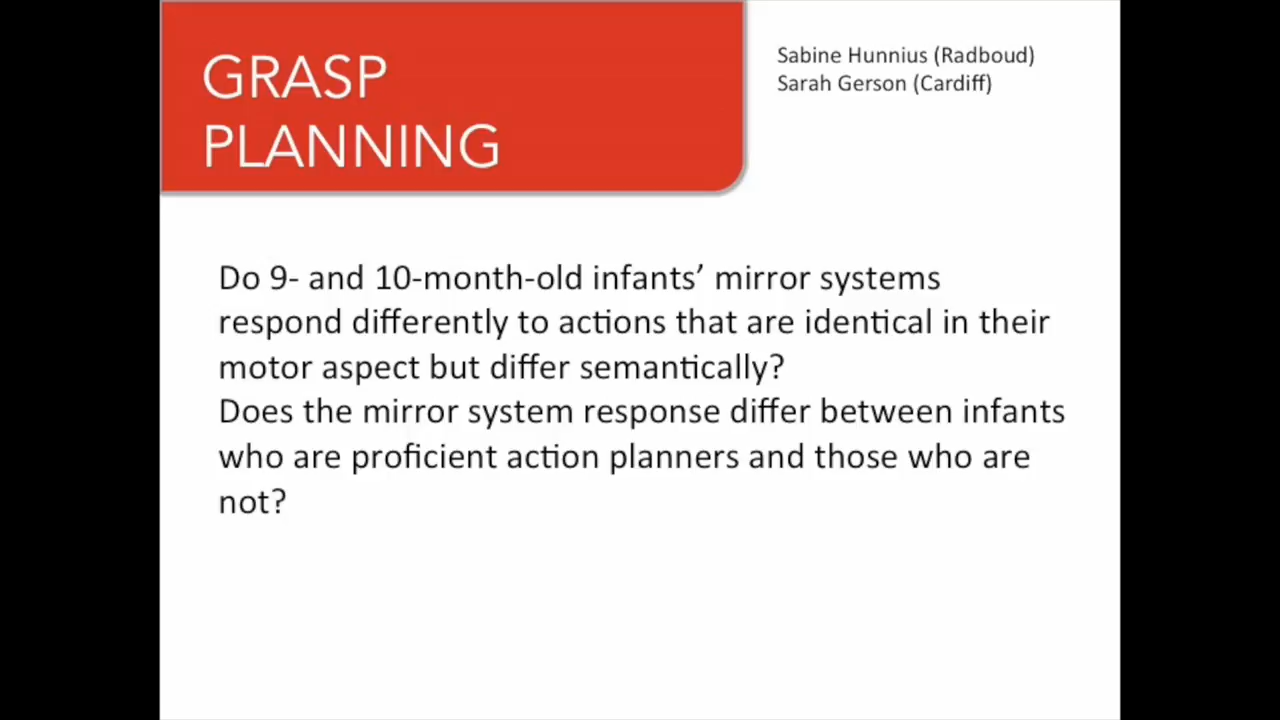 GRASP
PLANNING
Sabine Hunnius (Radboud)
Sarah Gerson (Cardiff)
Do 9- and 10-month-old infants’ mirror systems
respond differently to actions that are identical in their
motor aspect but differ semantically?
Does the mirror system response differ between infants
who are proficient action planners and those who are
not?